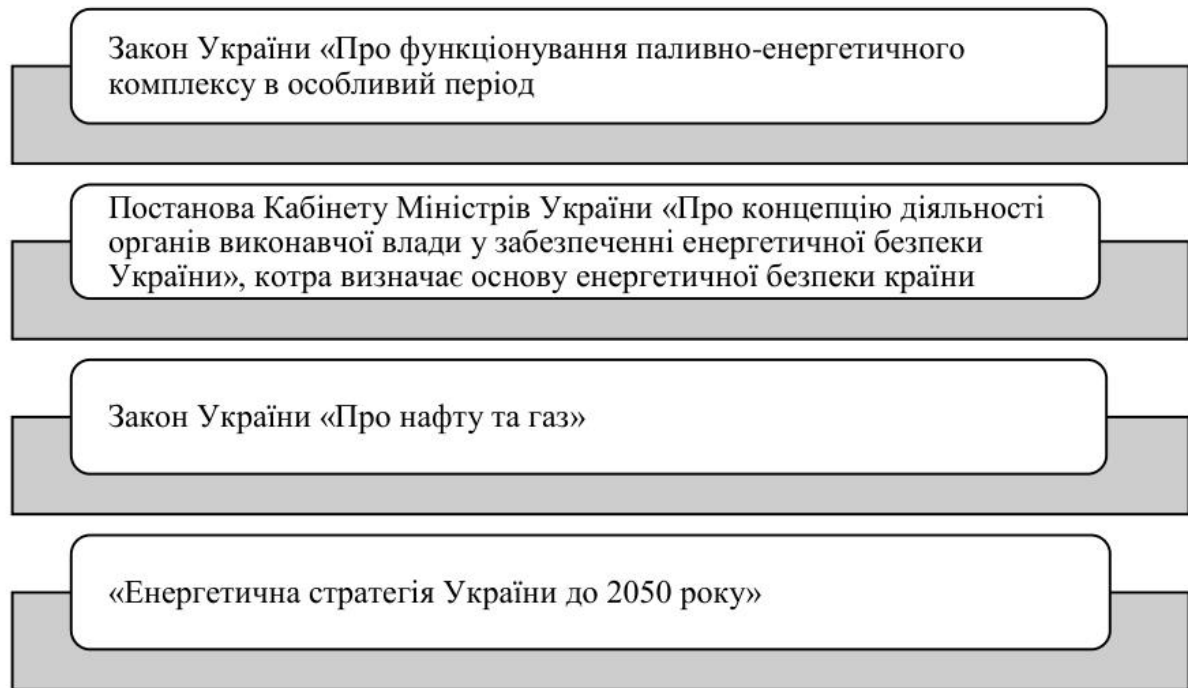 Закон України «Про функціонування паливно-енергетичного
комплексу в особливий період
Постанова Кабінету Міністрів України «Про концепцію діяльності
органів виконавчої влади у забезпеченні енергетичної безпеки
України», котра визначає основу енергетичної безпеки країни
Закон України «Про нафту та газ»
«Енергетична стратегія України до 2050 року»